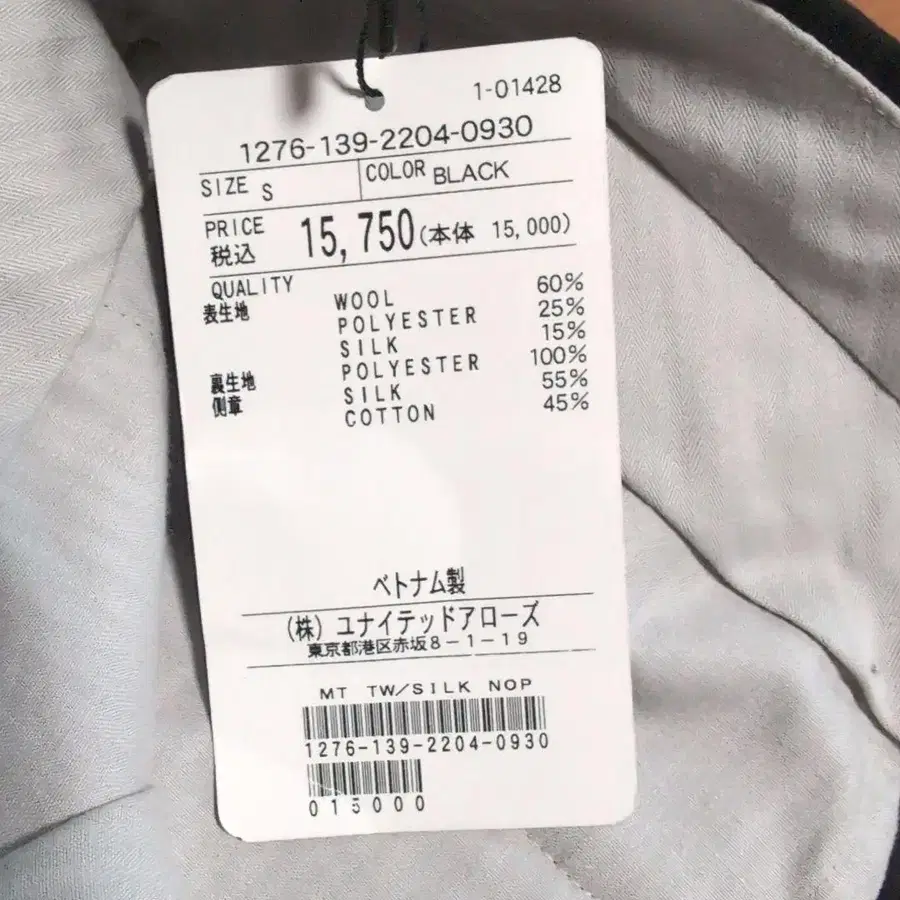 1-01428
1276-139-2204-0930
SIZE S COLOR BLACK
PRICE
税込 15,750(本体 15,000)
QUALITY
表生地 WOOL 60%
POLYESTER 25%
SILK 15%
裏生地 POLYESTER 100%
側章 SILK 55%
COTTON 45%
ベトナム製
(株) ユナイテッドアローズ
東京都港区赤坂8-1-19
MT TW/SILK NOP
1276-139-2204-0930
015000